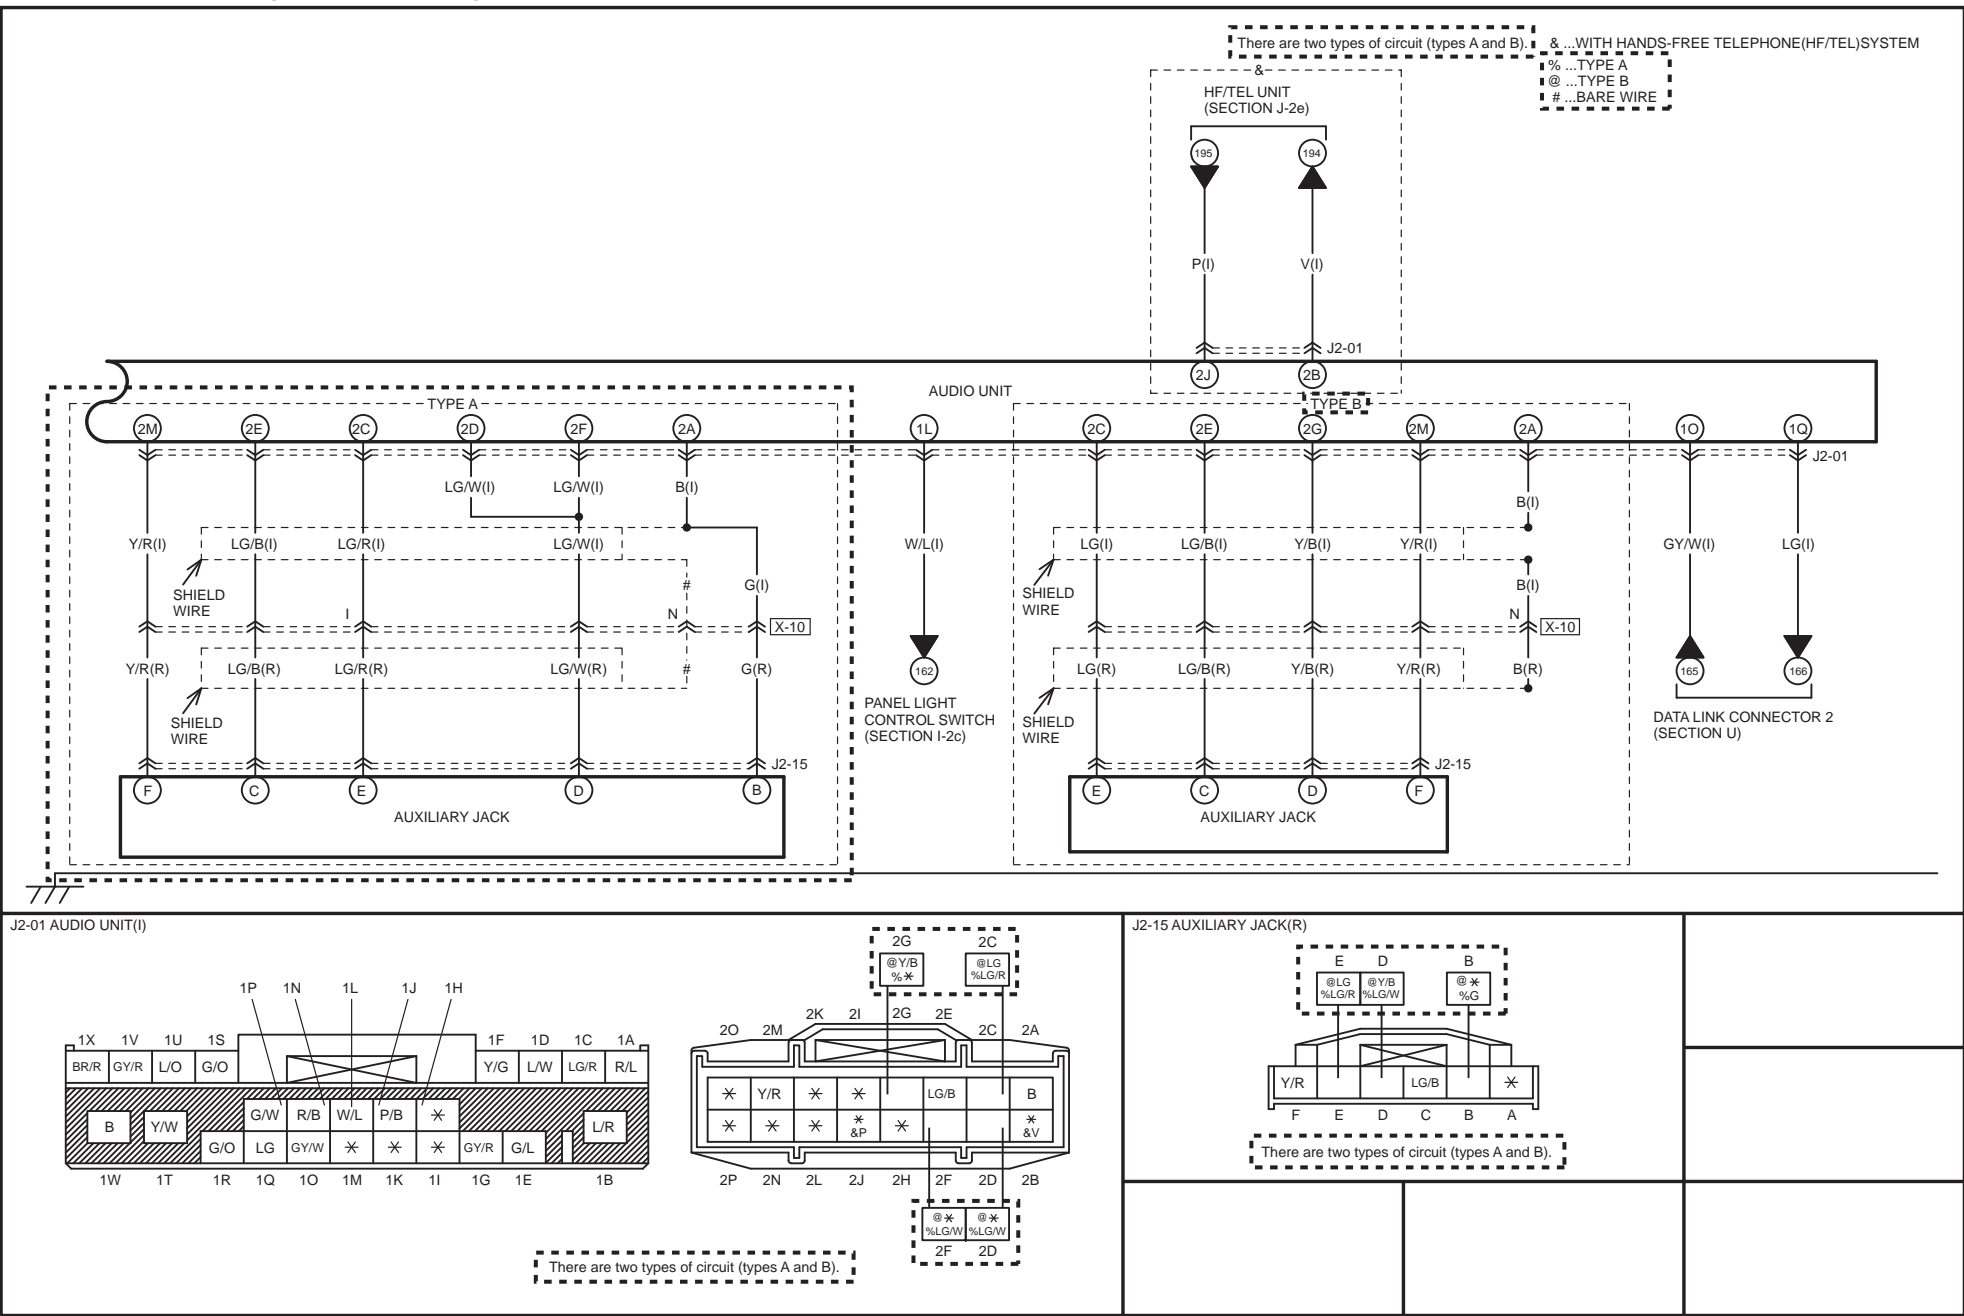 There are two types of circuit (types A and B). & ...WITH HANDS-FREE TELEPHONE(HF/TEL)SYSTEM
% ...TYPE A
@ ...TYPE B
# ...BARE WIRE
&
HF/TEL UNIT
(SECTION J-2e)
195 194
P(I) V(I)
J2-01
2J 2B
AUDIO UNIT
TYPE A TYPE B
2M 2E 2C 2D 2F 2A 1L 2C 2E 2G 2M 2A 1O 1Q
J2-01
LG/W(I) LG/W(I) B(I) B(I)
Y/R(I) LG/B(I) LG/R(I) LG/W(I) W/L(I) LG(I) LG/B(I) Y/B(I) Y/R(I) GY/W(I) LG(I)
# G(I) B(I)
SHIELD
WIRE
SHIELD
WIRE
I N X-10 N X-10
Y/R(R) LG/B(R) LG/R(R) LG/W(R) # G(R) 162 LG(R) LG/B(R) Y/B(R) Y/R(R) B(R) 165 166
SHIELD
WIRE
PANEL LIGHT
CONTROL SWITCH
(SECTION I-2c)
SHIELD
WIRE
DATA LINK CONNECTOR 2
(SECTION U)
J2-15 J2-15
F C E D B E C D F
AUXILIARY JACK AUXILIARY JACK
J2-01 AUDIO UNIT(I)
1P 1N 1L 1J 1H
1X 1V 1U 1S 1F 1D 1C 1A
BR/R GY/R L/O G/O Y/G L/W LG/R R/L
G/W R/B W/L P/B *
B Y/W L/R
G/O LG GY/W * * * GY/R G/L
1W 1T 1R 1Q 1O 1M 1K 1I 1G 1E 1B
2G 2C
@Y/B @LG
%* %LG/R
2O 2M 2K 2I 2G 2E 2C 2A
* Y/R * * LG/B B
* * * * * *
&P &V
2P 2N 2L 2J 2H 2F 2D 2B
@* @*
%LG/W %LG/W
2F 2D
There are two types of circuit (types A and B).
J2-15 AUXILIARY JACK(R)
E D B
@LG @Y/B @*
%LG/R %LG/W %G
Y/R LG/B *
F E D C B A
There are two types of circuit (types A and B).